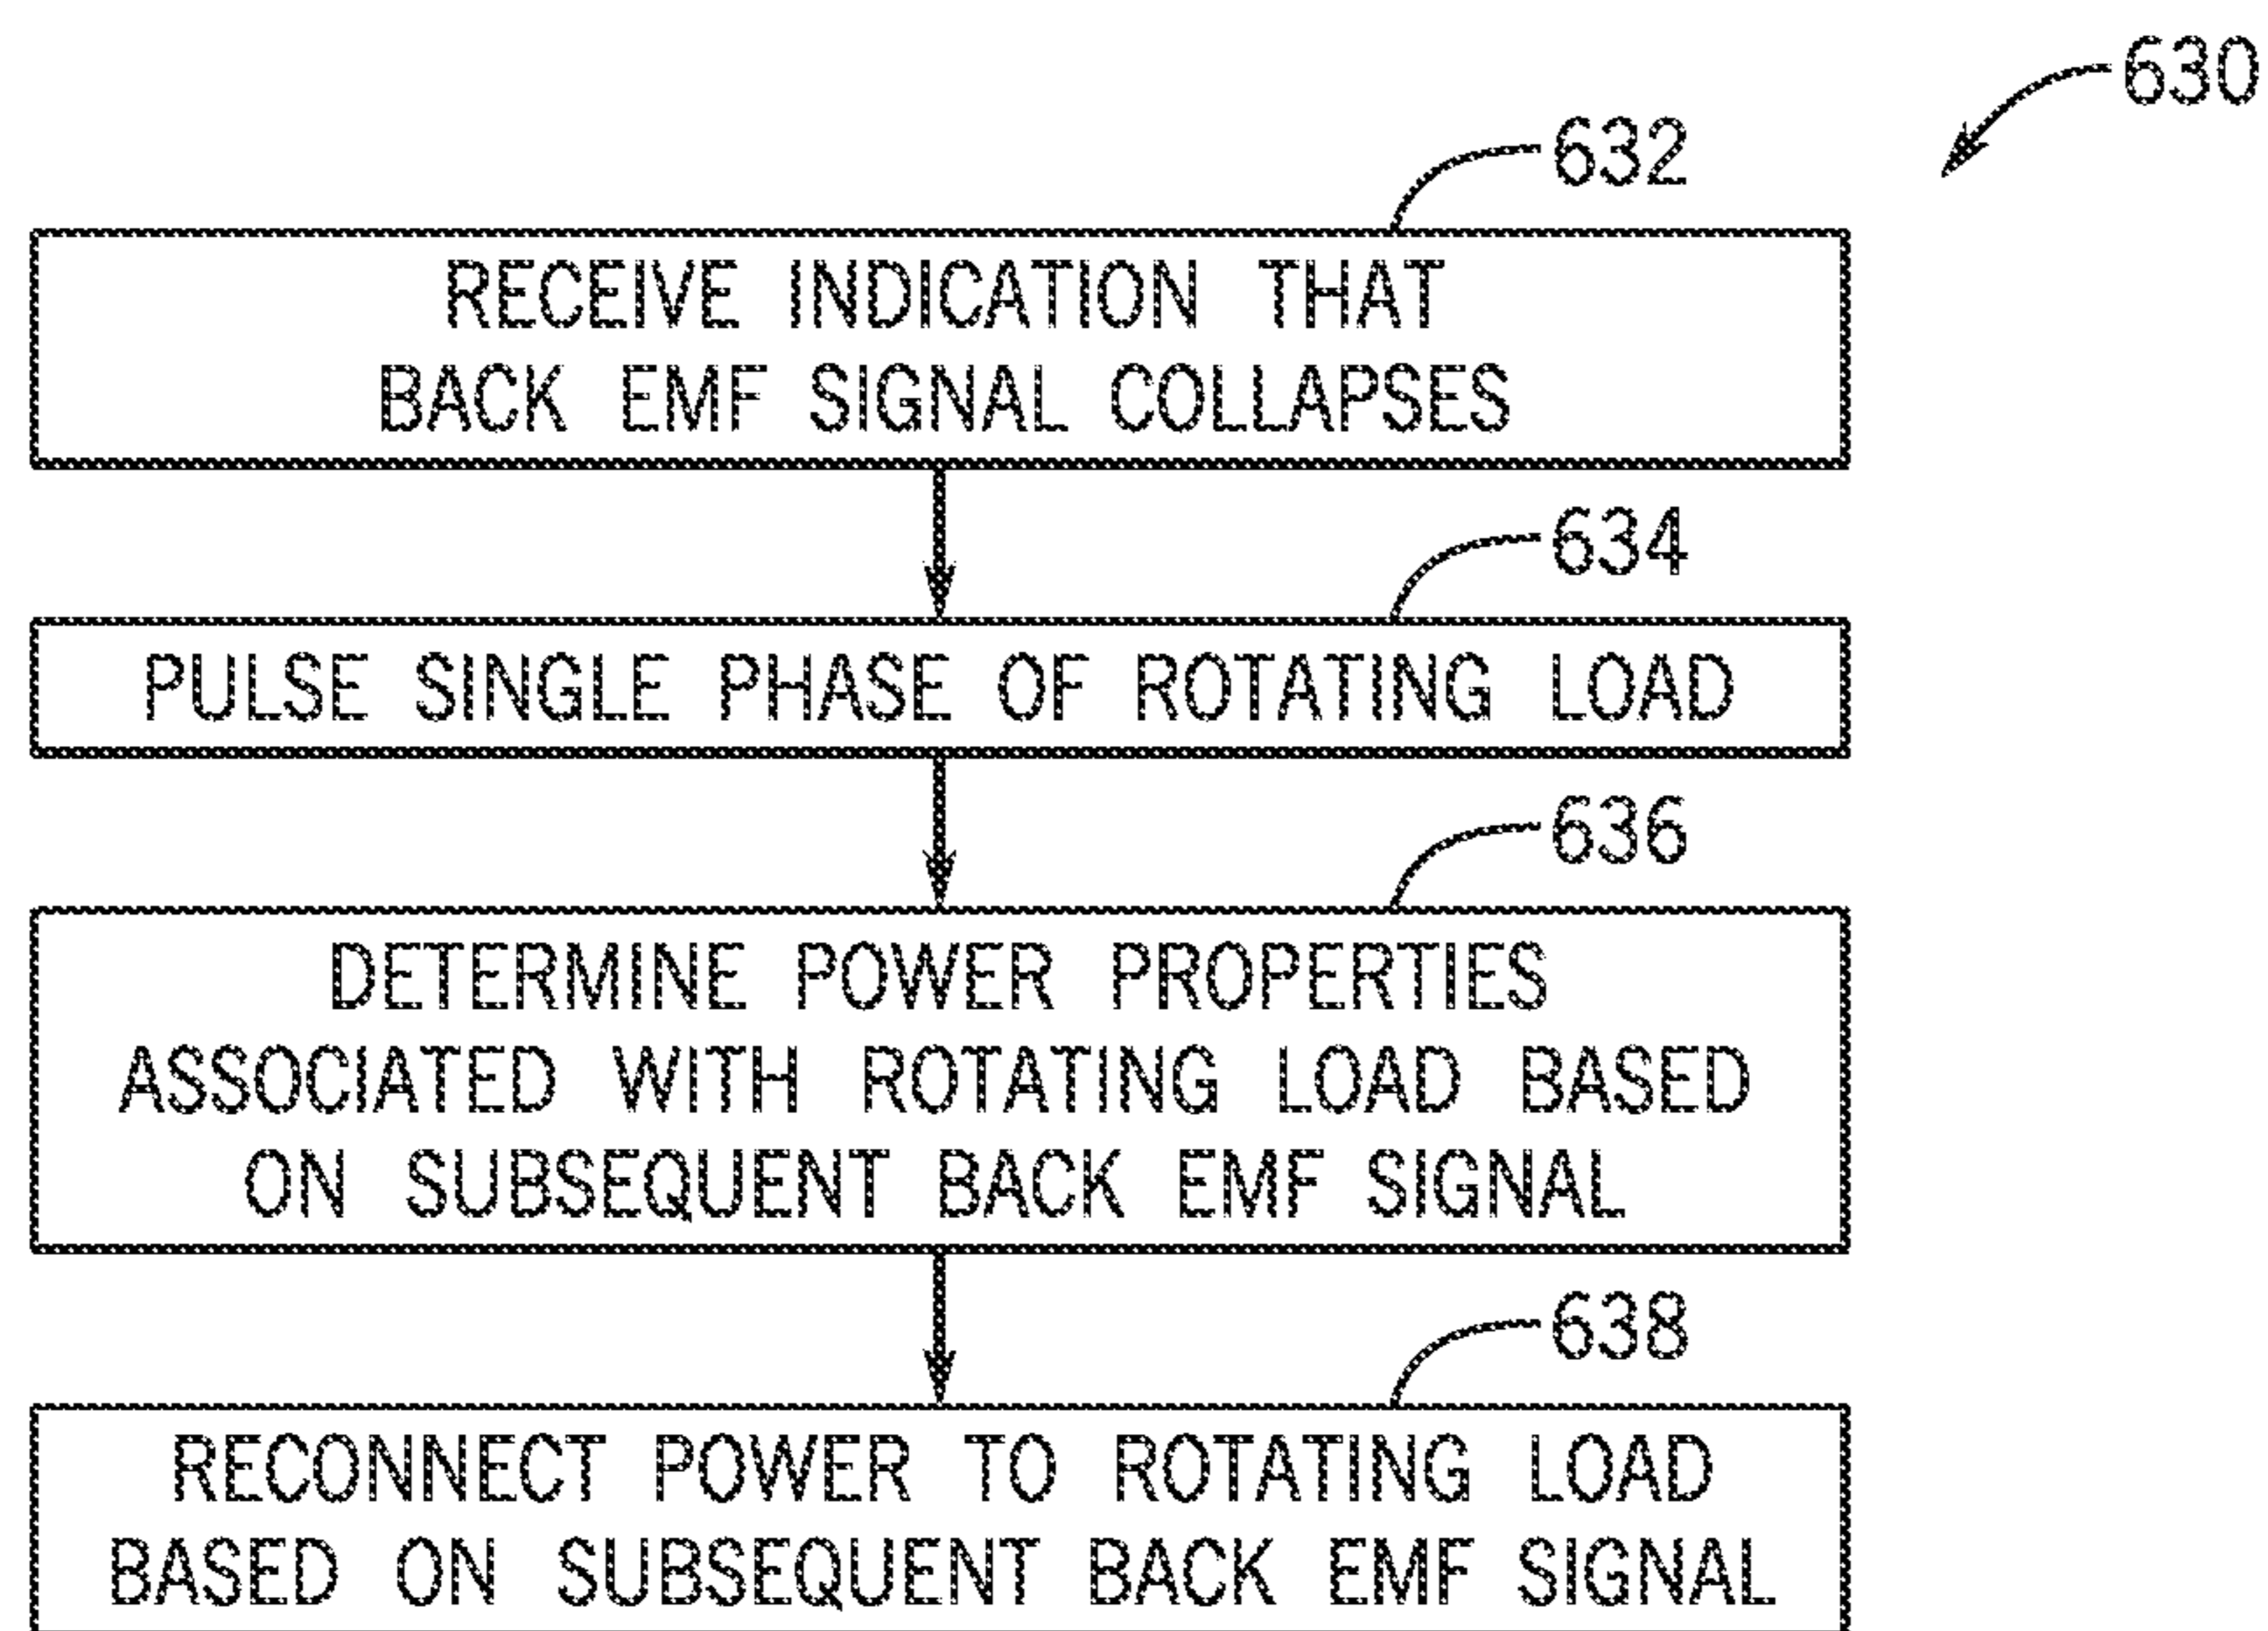 630
632
RECEIVE INDICATION THAT
BACK EMF SIGNAL COLLAPSES
634
PULSE SINGLE PHASE OF ROTATING LOAD
636
DETERMINE POWER PROPERTIES
ASSOCIATED WITH ROTATING LOAD BASED
ON SUBSEQUENT BACK EMF SIGNAL
638
RECONNECT POWER TO ROTATING LOAD
BASED ON SUBSEQUENT BACK EMF SIGNAL